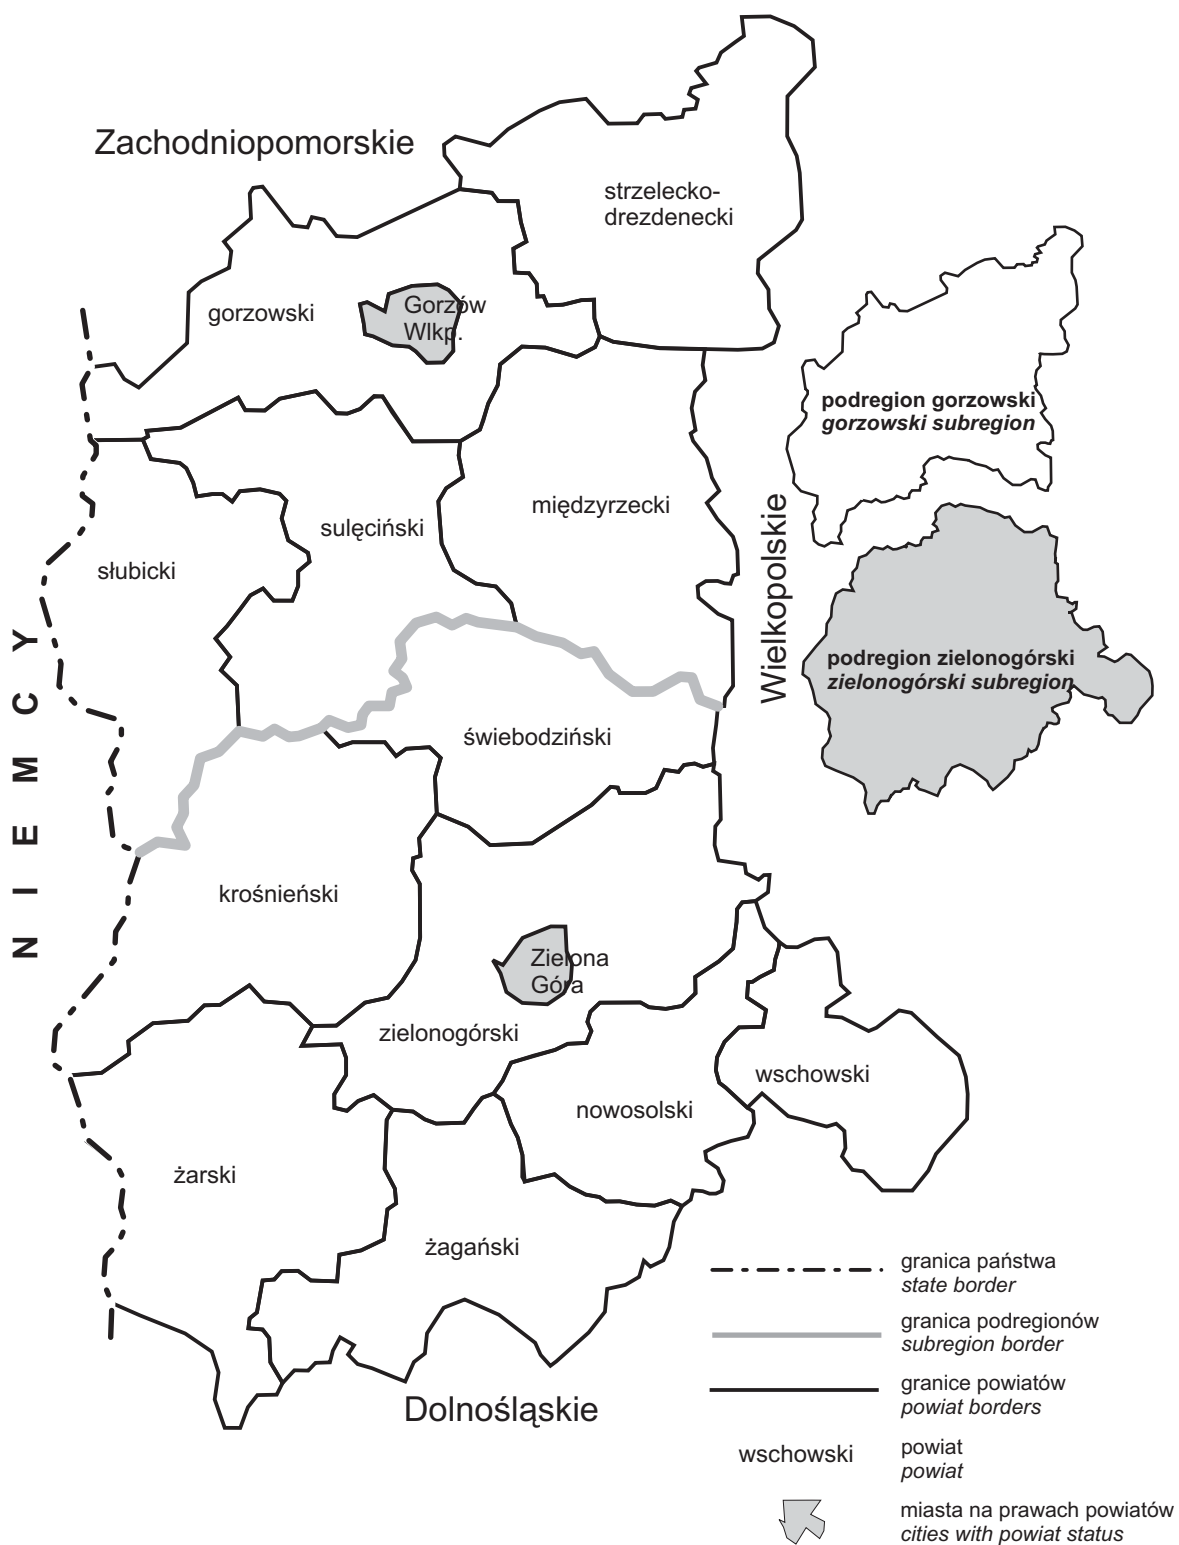 Zachodniopomorskie
strzelecko-
drezdenecki
gorzowski
Gorzów
Wlkp.
podregion gorzowski
gorzowski subregion
międzyrzecki
sulęciński
słubicki
Wielkopolskie
NIEMCY
podregion zielonogórski
zielonogórski subregion
świebodziński
krośnieński
Zielona
Góra
zielonogórski
wschowski
nowosolski
żarski
żagański
Dolnośląskie
granica państwa
state border
granica podregionów
subregion border
granice powiatów
powiat borders
wschowski
powiat
powiat
miasta na prawach powiatów
cities with powiat status